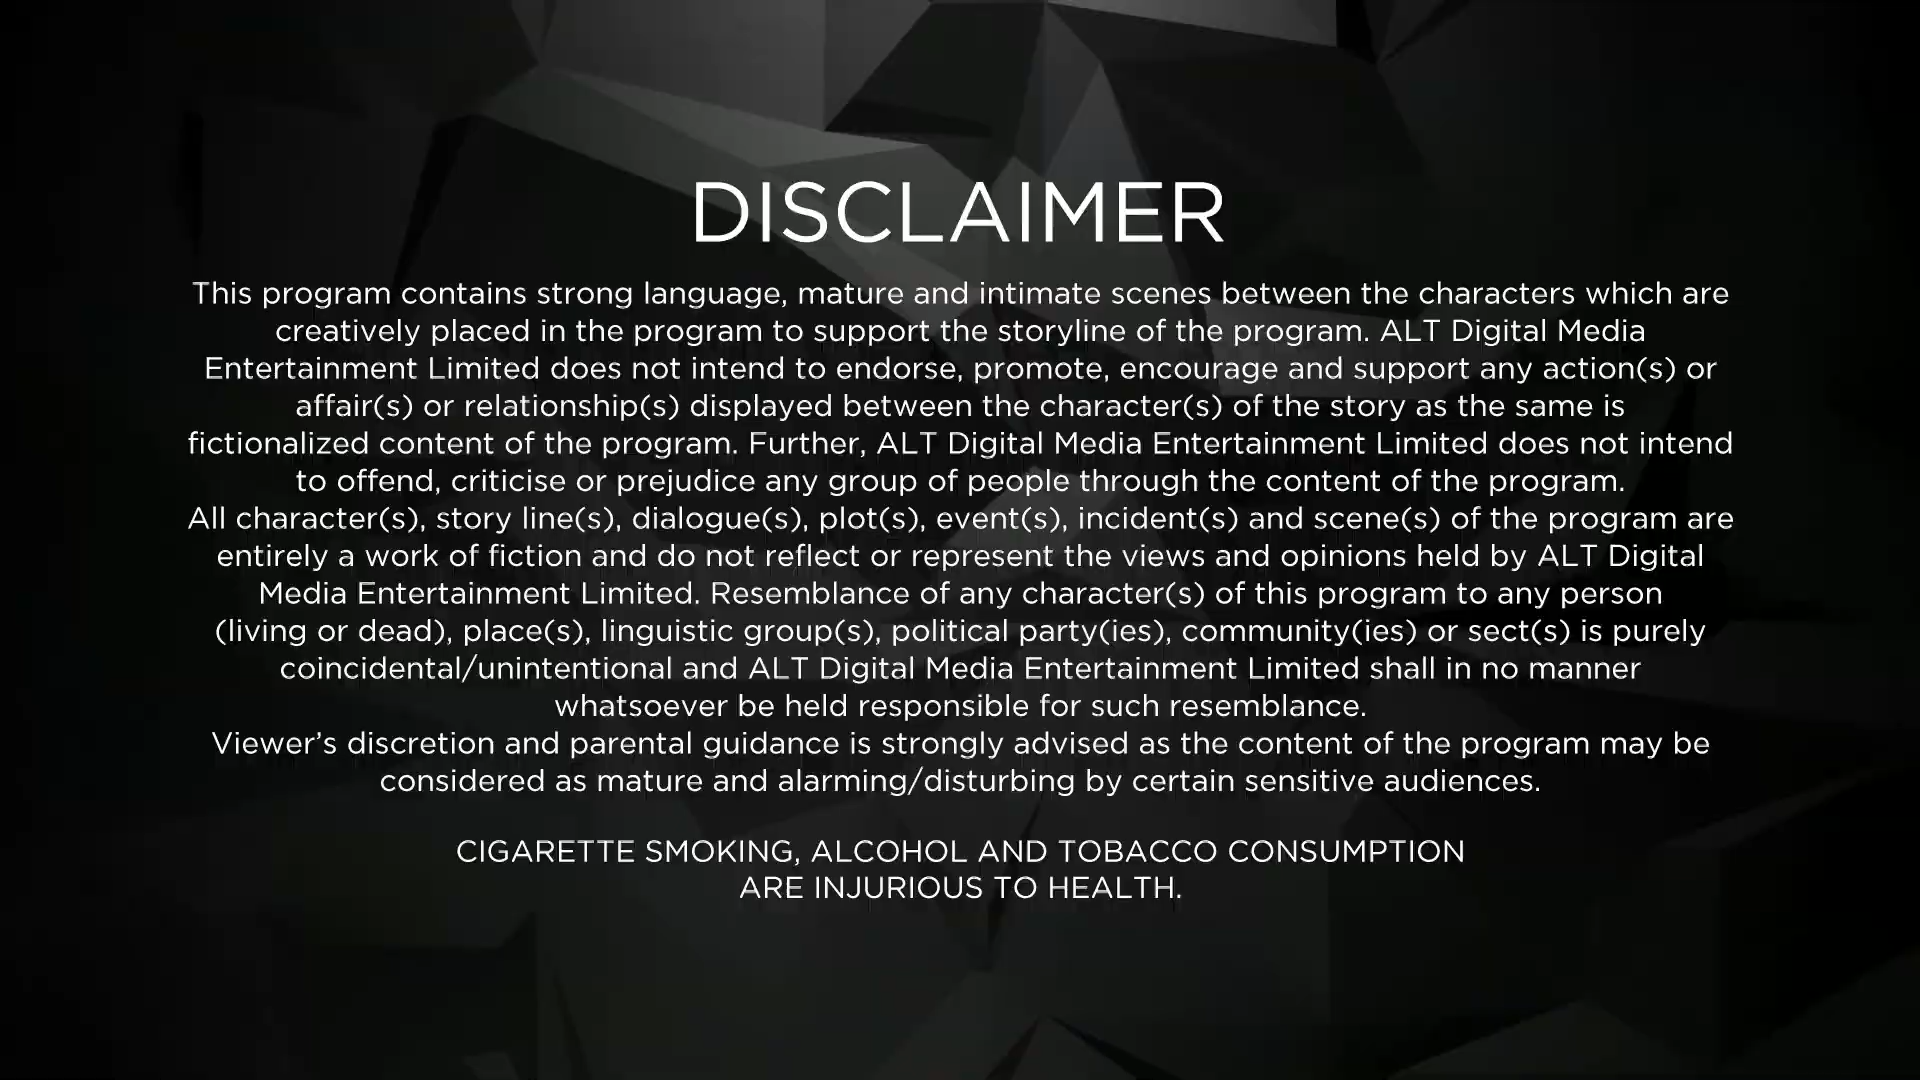 DISCLAIMER
This program contains strong language, mature and intimate scenes between the characters which are
creatively placed in the program to support the storyline of the program. ALT Digital Media
Entertainment Limited does not intend to endorse, promote, encourage and support any action(s) or
affair(s) or relationship(s) displayed between the character(s) of the story as the same is
fictionalized content of the program. Further, ALT Digital Media Entertainment Limited does not intend
to offend, criticise or prejudice any group of people through the content of the program.
All character(s), story line(s), dialogue(s), plot(s), event(s), incident(s) and scene(s) of the program are
entirely a work of fiction and do not reflect or represent the views and opinions held by ALT Digital
Media Entertainment Limited. Resemblance of any character(s) of this program to any person
(living or dead), place(s), linguistic group(s), political party(ies), community(ies) or sect(s) is purely
coincidental/unintentional and ALT Digital Media Entertainment Limited shall in no manner
whatsoever be held responsible for such resemblance.
Viewer’s discretion and parental guidance is strongly advised as the content of the program may be
considered as mature and alarming/disturbing by certain sensitive audiences.
CIGARETTE SMOKING, ALCOHOL AND TOBACCO CONSUMPTION
ARE INJURIOUS TO HEALTH.